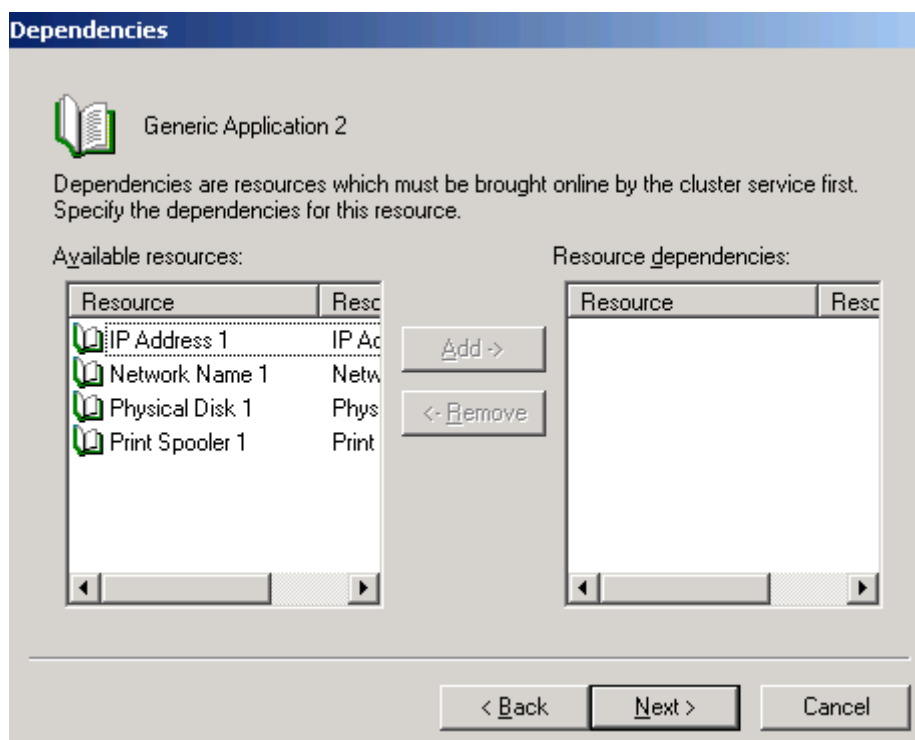 Dependencies
Generic Application 2
Dependencies are resources which must be brought online by the cluster service first.
Specify the dependencies for this resource.
Available resources:
Resource dependencies:
Resource Resc
Resource Resc
IP Address 1 IP Ac
Network Name 1 Netw
Physical Disk 1 Phys
Print Spooler 1 Print
Add ->
<- Remove
< Back
Next >
Cancel